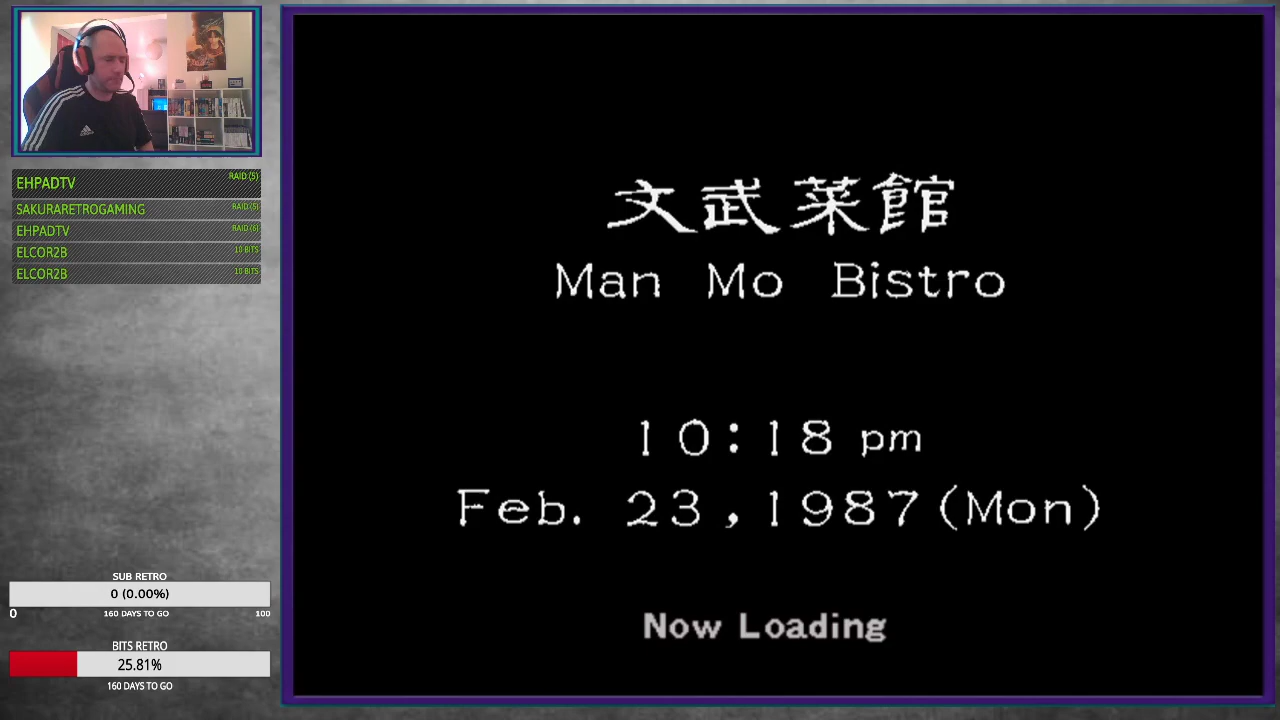 EHPADTV RAID (5)
SAKURARETROGAMING RAID (5)
EHPADTV RAID (6)
ELCOR2B 10 BITS
ELCOR2B 10 BITS
SUB RETRO
0 (0.00%)
0 160 DAYS TO GO 100
BITS RETRO
25.81%
160 DAYS TO GO
文武菜館
Man Mo Bistro
10:18 pm
Feb. 23,1987(Mon)
Now Loading